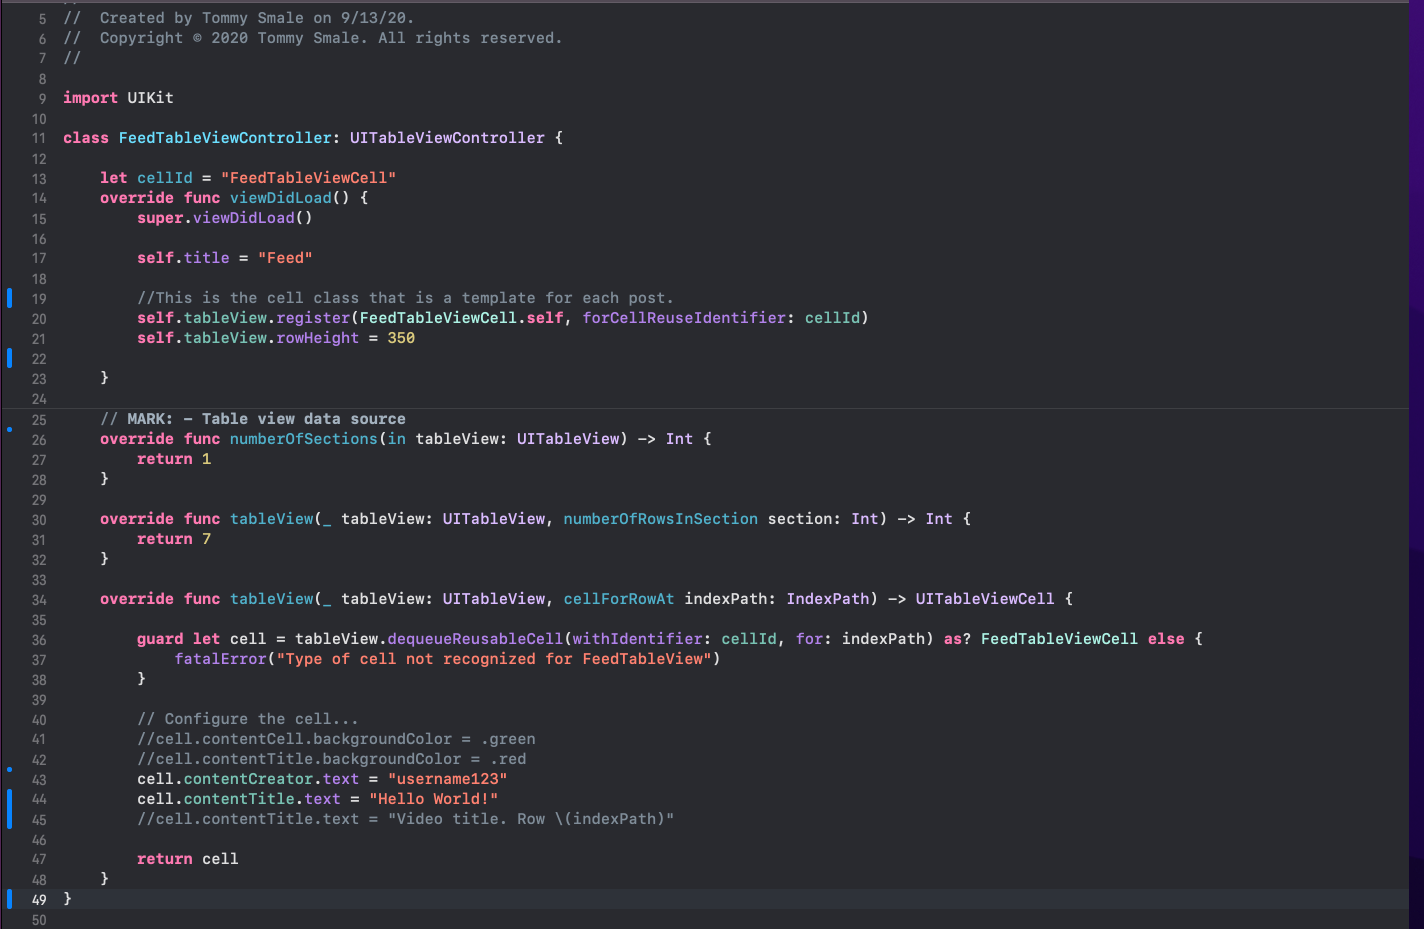 5 //  Created by Tommy Smale on 9/13/20.
6 //  Copyright © 2020 Tommy Smale. All rights reserved.
7 //
8
9 import UIKit
10
11 class FeedTableViewController: UITableViewController {
12
13     let cellId = "FeedTableViewCell"
14     override func viewDidLoad() {
15         super.viewDidLoad()
16
17         self.title = "Feed"
18
19         //This is the cell class that is a template for each post.
20         self.tableView.register(FeedTableViewCell.self, forCellReuseIdentifier: cellId)
21         self.tableView.rowHeight = 350
22
23     }
24
25     // MARK: - Table view data source
26     override func numberOfSections(in tableView: UITableView) -> Int {
27         return 1
28     }
29
30     override func tableView(_ tableView: UITableView, numberOfRowsInSection section: Int) -> Int {
31         return 7
32     }
33
34     override func tableView(_ tableView: UITableView, cellForRowAt indexPath: IndexPath) -> UITableViewCell {
35
36         guard let cell = tableView.dequeueReusableCell(withIdentifier: cellId, for: indexPath) as? FeedTableViewCell else {
37             fatalError("Type of cell not recognized for FeedTableView")
38         }
39
40         // Configure the cell...
41         //cell.contentCell.backgroundColor = .green
42         //cell.contentTitle.backgroundColor = .red
43         cell.contentCreator.text = "username123"
44         cell.contentTitle.text = "Hello World!"
45         //cell.contentTitle.text = "Video title. Row \(indexPath)"
46
47         return cell
48     }
49 }
50